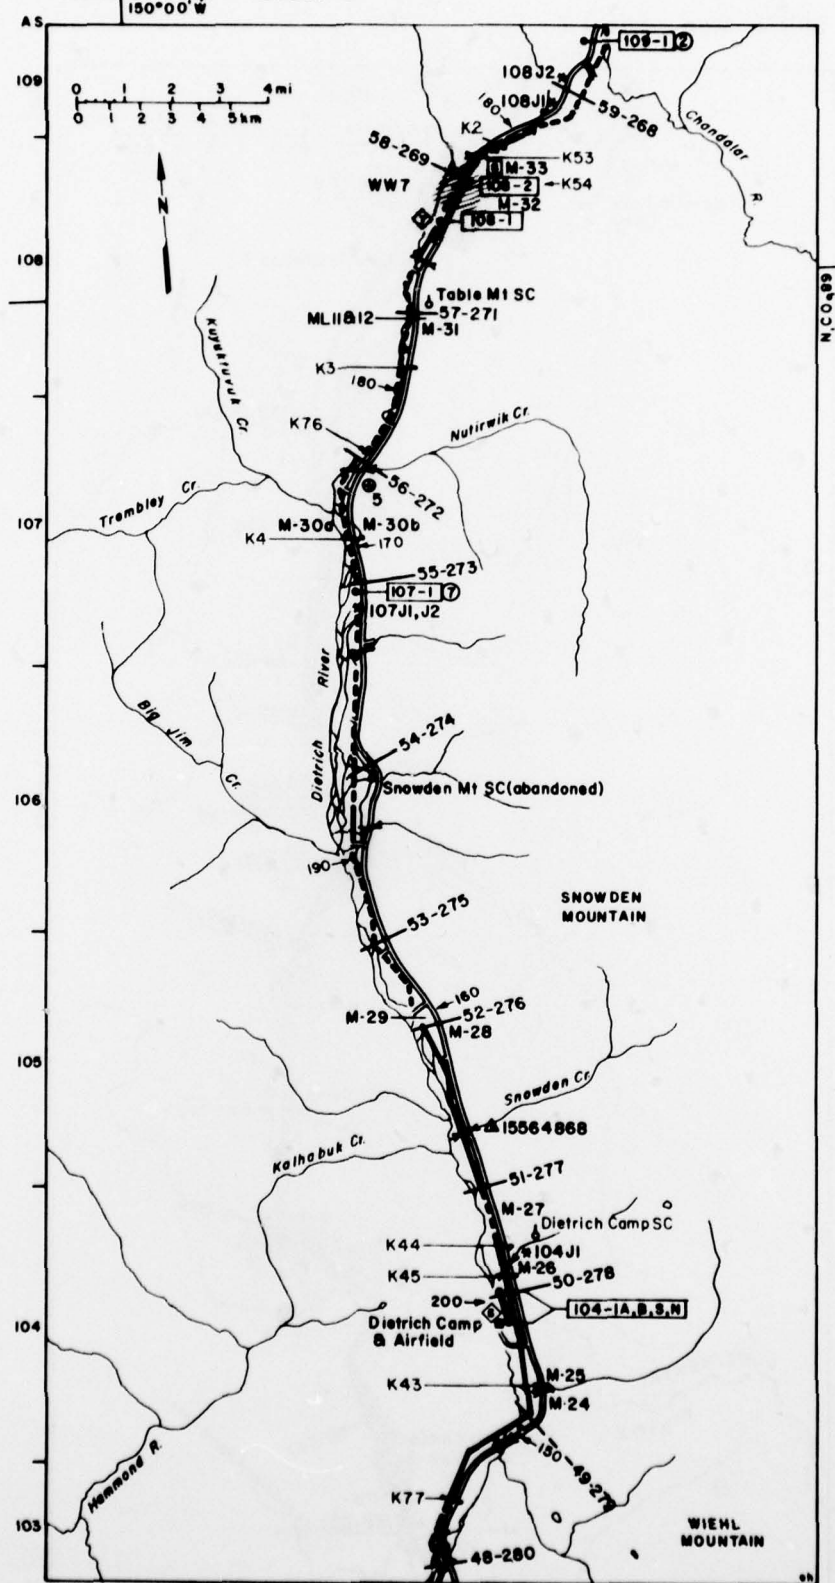 150°00'W
AS
109-1 2
109
108J2
0 1 2 3 4 mi
0 1 2 3 4 5 km
108J1
180
59-268
Chandalar R
K2
58-269
K53
M-33
WW7
108-2
K54
M-32
N
108-1
108
N,CO,89
Table Mt SC
ML11&12
57-271
M-31
Kuyuktuvuk Cr.
K3
180
K76
Nutirwik Cr.
56-272
5
Trembley Cr.
107
M-30a
M-30b
K4
170
55-273
107-1 7
107J1,J2
Dietrich River
Big Jim Cr.
54-274
Snowden Mt SC(abandoned)
106
190
SNOWDEN
MOUNTAIN
53-275
160
M-29
52-276
M-28
105
Snowden Cr.
15564868
Kalhabuk Cr.
51-277
M-27
Dietrich Camp SC
K44
104J1
K45
M-26
50-278
200
6
104-1A,B,S,N
Dietrich Camp
& Airfield
104
M-25
K43
M-24
150
49-279
Hammond R.
K77
103
WIEHL
MOUNTAIN
48-280